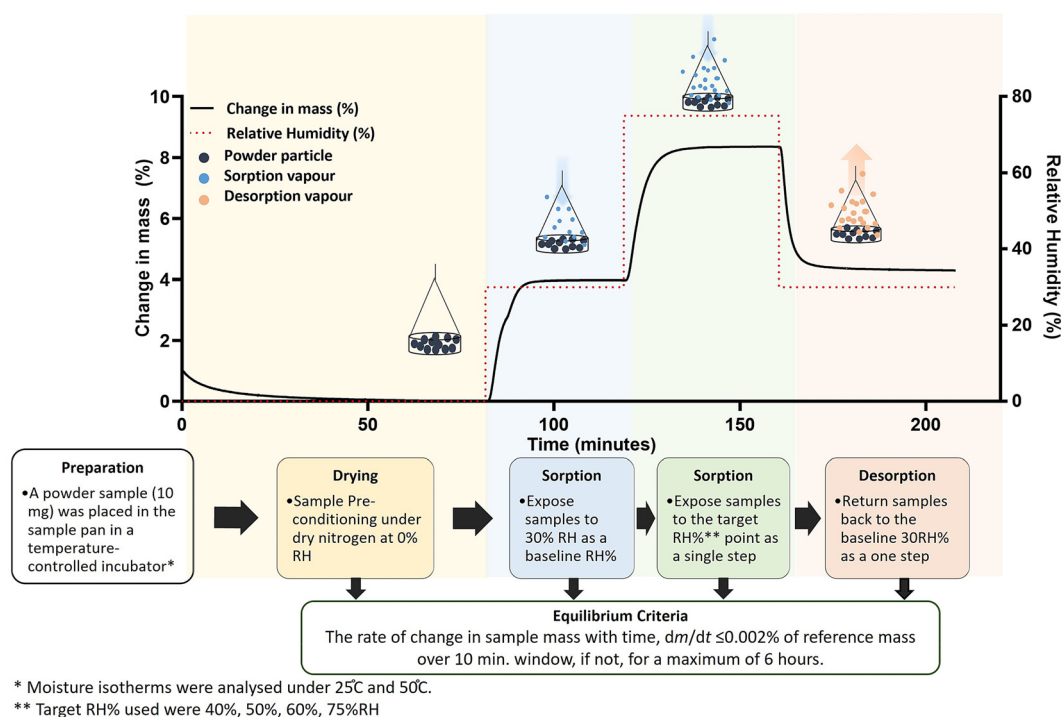 Change in mass (%)
Relative Humidity (%)
Powder particle
Sorption vapour
Desorption vapour
Change in mass (%)
10
8
6
4
2
0
Relative Humidity (%)
80
60
40
20
0
0
50
100
150
200
Time (minutes)
Preparation
•A powder sample (10
mg) was placed in the
sample pan in a
temperature-
controlled incubator*
Drying
•Sample Pre-
conditioning under
dry nitrogen at 0%
RH
Sorption
•Expose
samples to
30% RH as a
baseline RH%
Sorption
•Expose samples
to the target
RH%** point as
a single step
Desorption
•Return samples
back to the
baseline 30RH%
as a one step
Equilibrium Criteria
The rate of change in sample mass with time, dm/dt ≤0.002% of reference mass
over 10 min. window, if not, for a maximum of 6 hours.
* Moisture isotherms were analysed under 25℃ and 50℃.
** Target RH% used were 40%, 50%, 60%, 75%RH